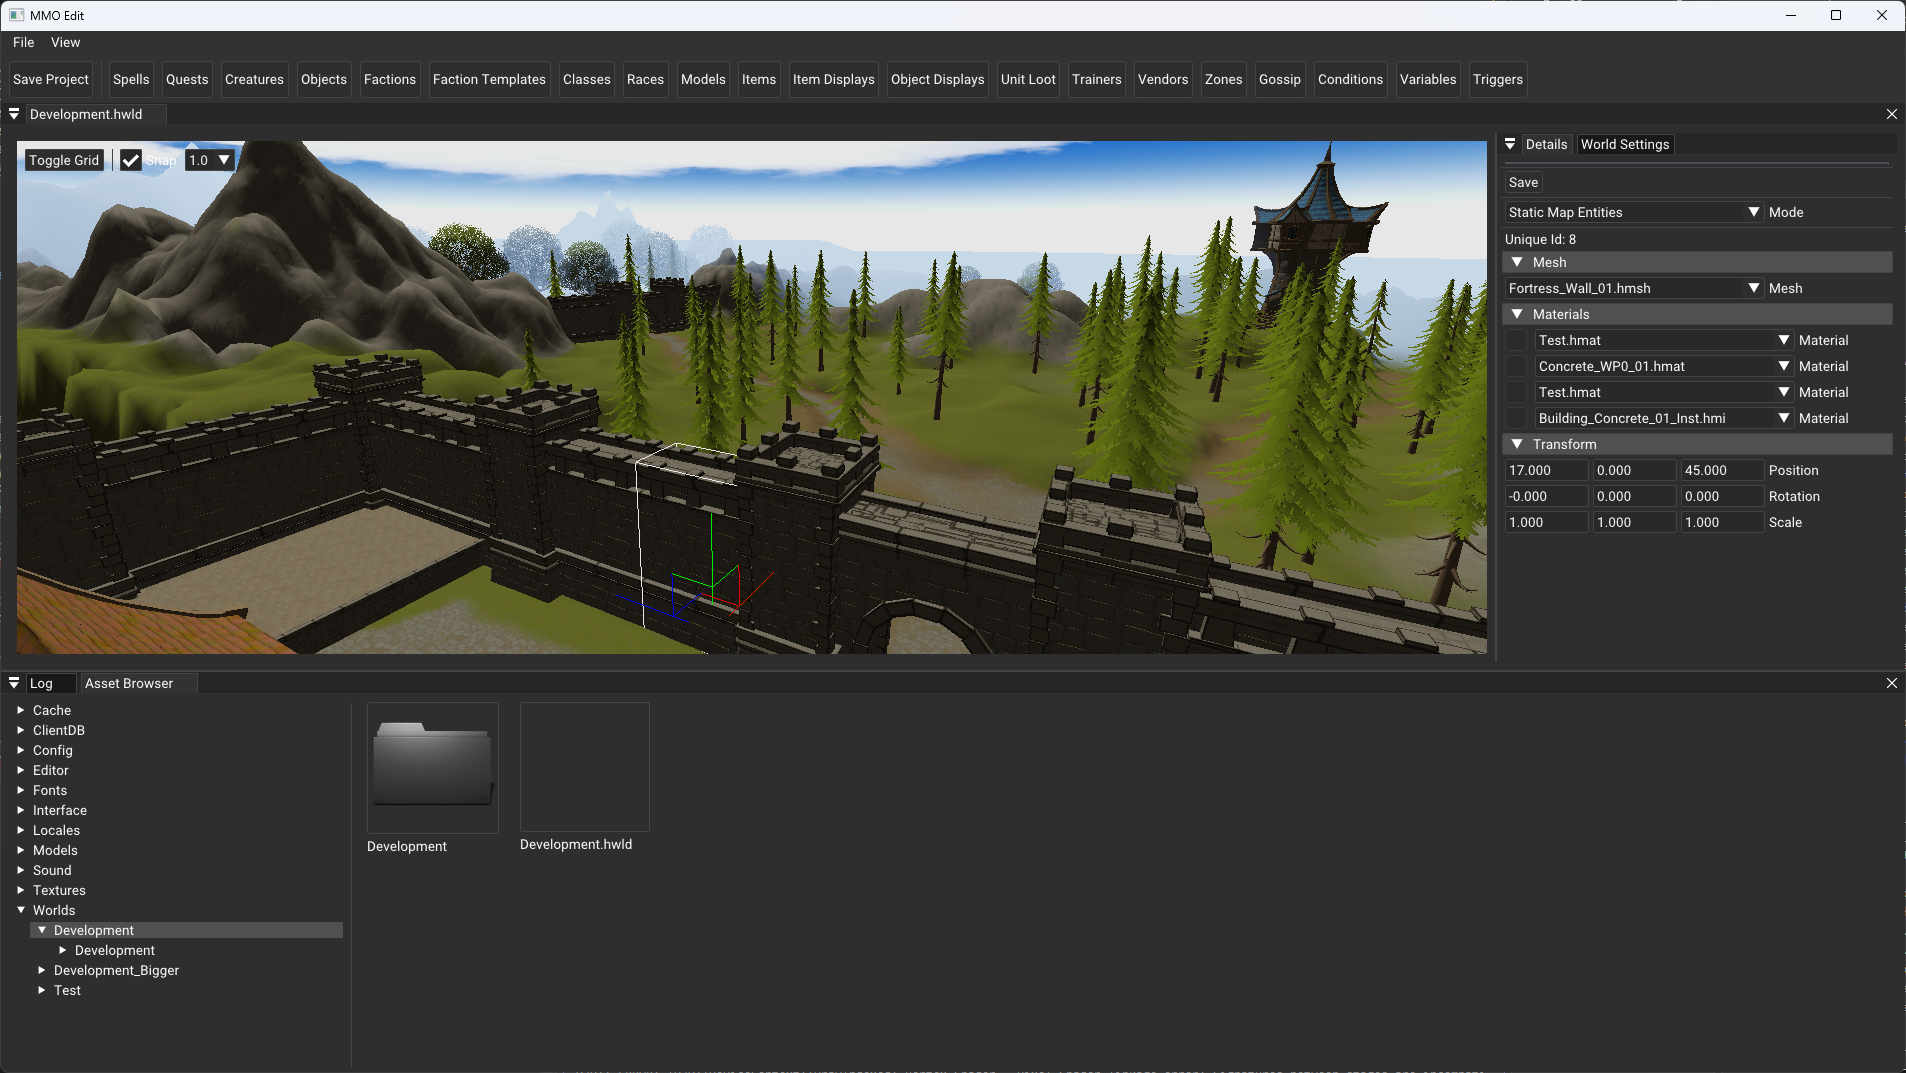 MMO Edit
File View
Save Project Spells Quests Creatures Objects Factions Faction Templates Classes Races Models Items Item Displays Object Displays Unit Loot Trainers Vendors Zones Gossip Conditions Variables Triggers
Development.hwld
Toggle Grid Snap 1.0
Details World Settings
Save
Static Map Entities Mode
Unique Id: 8
Mesh
Fortress_Wall_01.hmsh Mesh
Materials
Test.hmat Material
Concrete_WP0_01.hmat Material
Test.hmat Material
Building_Concrete_01_Inst.hmi Material
Transform
17.000 0.000 45.000 Position
-0.000 0.000 0.000 Rotation
1.000 1.000 1.000 Scale
Log Asset Browser
Cache
ClientDB
Config
Editor
Fonts
Interface
Locales
Models
Sound
Textures
Worlds
Development
Development
Development_Bigger
Test
Development
Development.hwld